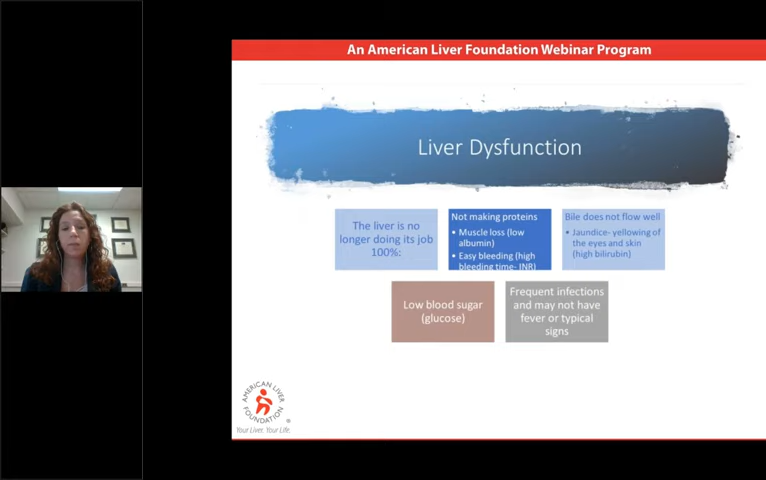 An American Liver Foundation Webinar Program
Liver Dysfunction
The liver is no
longer doing its job
100%:
Not making proteins
• Muscle loss (low
albumin)
• Easy bleeding (high
bleeding time- INR)
Bile does not flow well
• Jaundice- yellowing of
the eyes and skin
(high bilirubin)
Low blood sugar
(glucose)
Frequent infections
and may not have
fever or typical
signs
AMERICAN LIVER
FOUNDATION
Your Liver. Your Life.